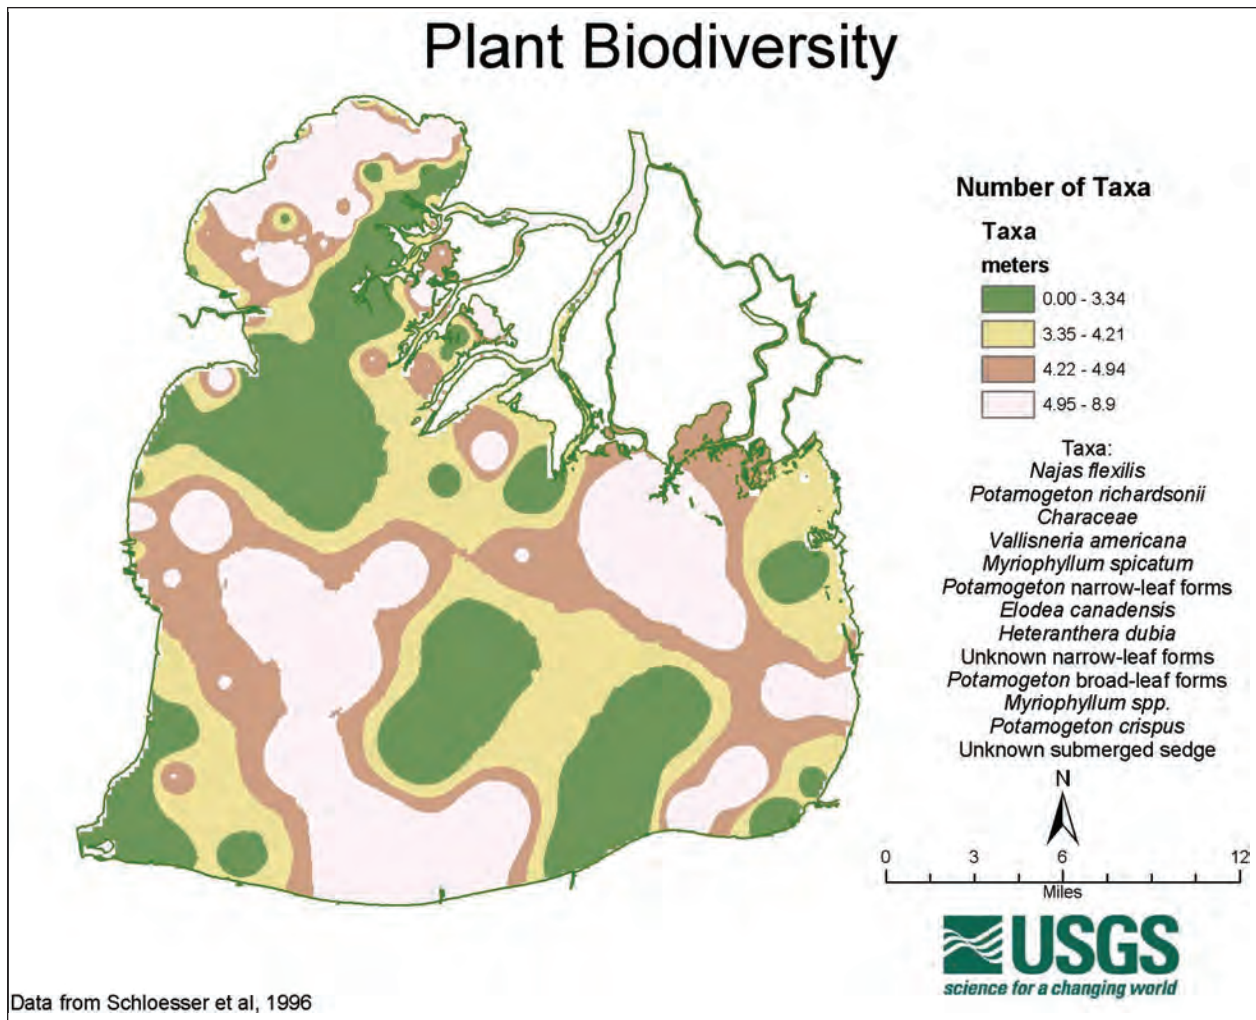 Plant Biodiversity
Number of Taxa
Taxa
meters
0.00 - 3.34
3.35 - 4.21
4.22 - 4.94
4.95 - 8.9
Taxa:
Najas flexilis
Potamogeton richardsonii
Characeae
Vallisneria americana
Myriophyllum spicatum
Potamogeton narrow-leaf forms
Elodea canadensis
Heteranthera dubia
Unknown narrow-leaf forms
Potamogeton broad-leaf forms
Myriophyllum spp.
Potamogeton crispus
Unknown submerged sedge
N
0 3 6 12
Miles
USGS
science for a changing world
Data from Schloesser et al, 1996